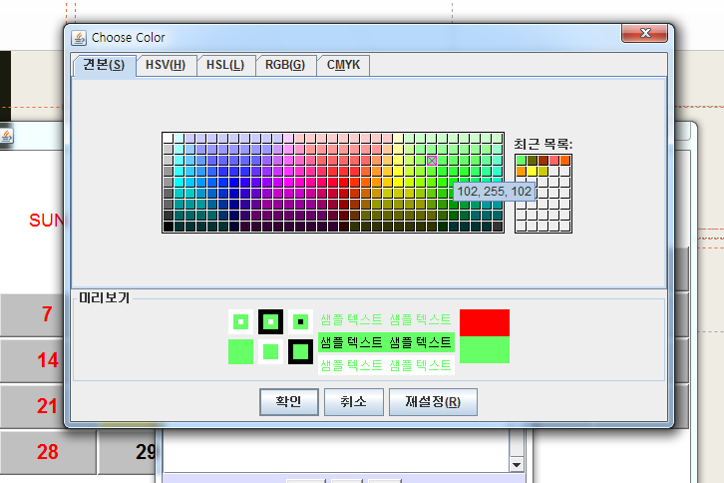 Choose Color
견본(S) HSV(H) HSL(L) RGB(G) CMYK
최근 목록:
102, 255, 102
SUN
미리보기
7
샘플 텍스트 샘플 텍스트
샘플 텍스트 샘플 텍스트
샘플 텍스트 샘플 텍스트
14
확인 취소 재설정(R)
21
28 29